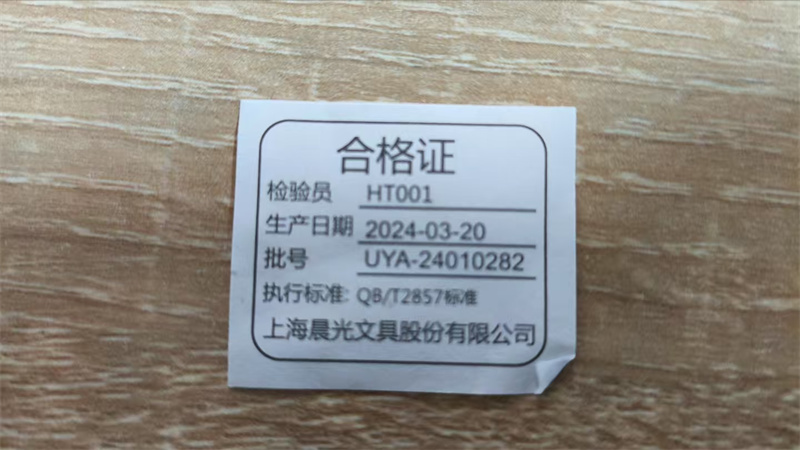 合格证
检验员 HT001
生产日期 2024-03-20
批号 UYA-24010282
执行标准: QB/T2857标准
上海晨光文具股份有限公司